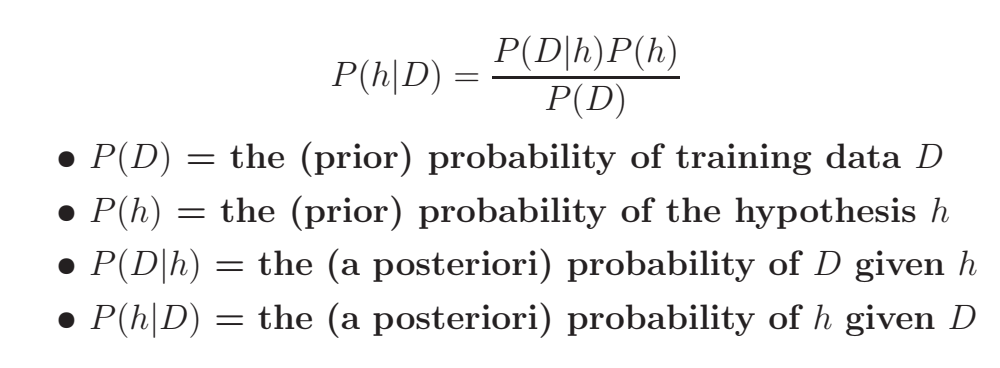 P(h|D) = P(D|h)P(h) / P(D)
• P(D) = the (prior) probability of training data D
• P(h) = the (prior) probability of the hypothesis h
• P(D|h) = the (a posteriori) probability of D given h
• P(h|D) = the (a posteriori) probability of h given D